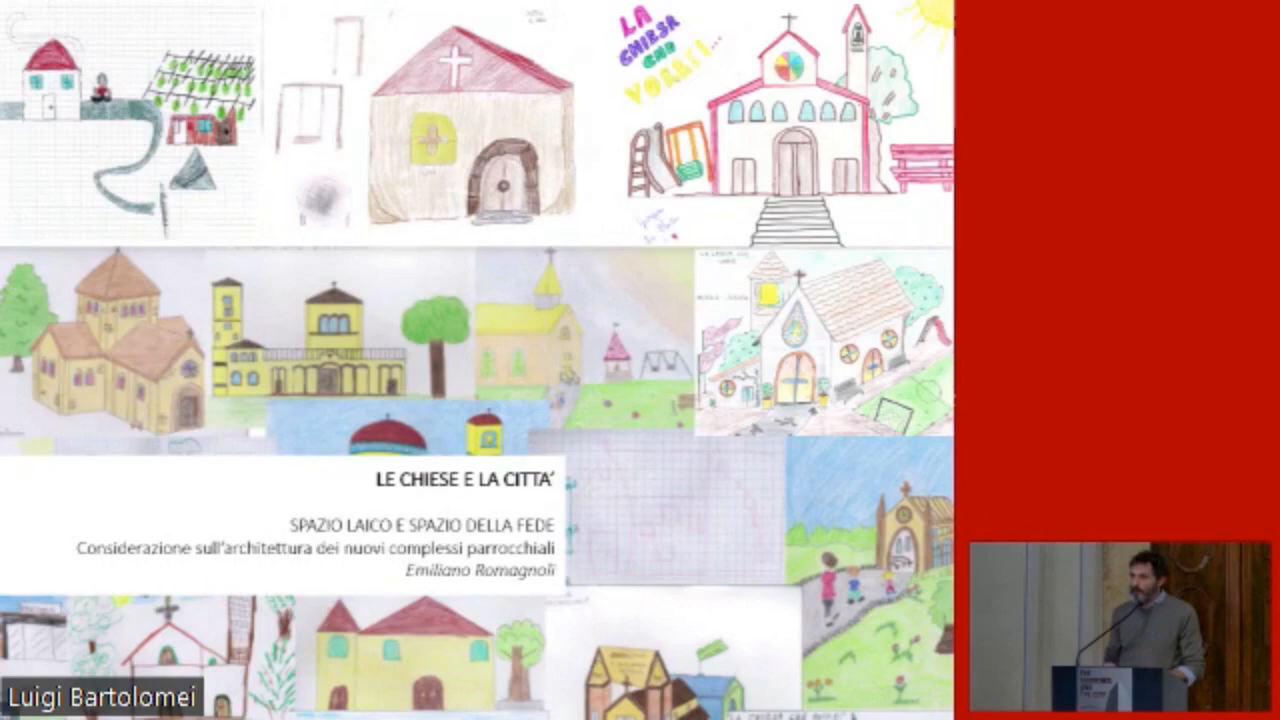 LA
CHIESA
CHE
VORREI...
LE CHIESE E LA CITTA'
SPAZIO LAICO E SPAZIO DELLA FEDE
Considerazione sull'architettura dei nuovi complessi parrocchiali
Emiliano Romagnoli
Luigi Bartolomei